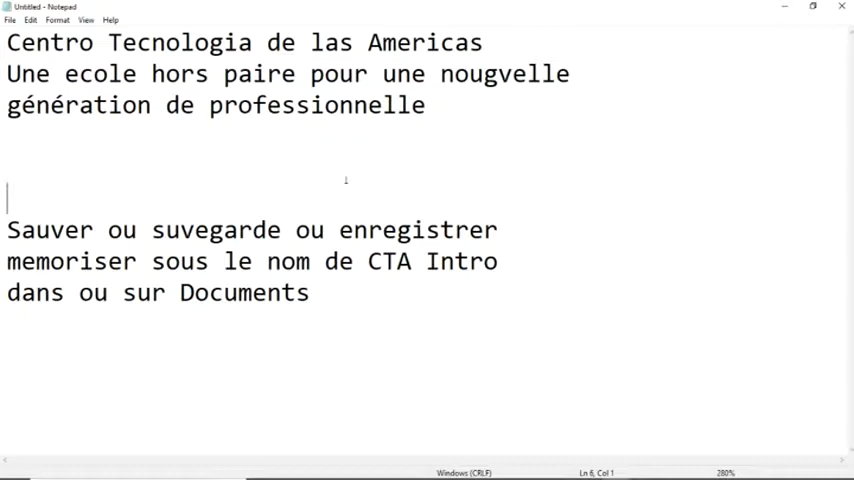 Untitled - Notepad
File Edit Format View Help
Centro Tecnologia de las Americas
Une ecole hors paire pour une nougvelle
génération de professionnelle
Sauver ou suvegarde ou enregistrer
memoriser sous le nom de CTA Intro
dans ou sur Documents
Windows (CRLF) Ln 6, Col 1 280%